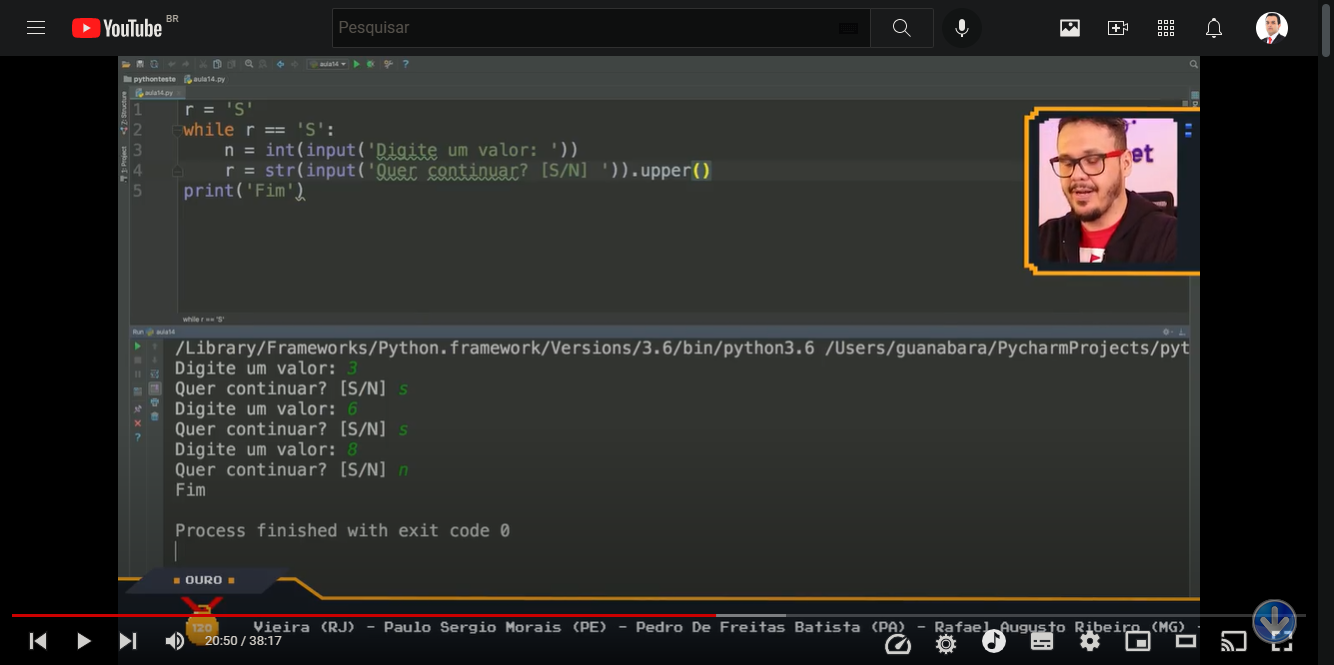 YouTube BR
Pesquisar
aula14
pythonteste aula14.py
aula14.py
Z: Structure
1: Project
1 r = 'S'
2 while r == 'S':
3 n = int(input('Digite um valor: '))
4 r = str(input('Quer continuar? [S/N] ')).upper()
5 print('Fim')
et
while r == 'S'
Run aula14
/Library/Frameworks/Python.framework/Versions/3.6/bin/python3.6 /Users/guanabara/PycharmProjects/pyt
Digite um valor: 3
Quer continuar? [S/N] s
Digite um valor: 6
Quer continuar? [S/N] s
Digite um valor: 8
Quer continuar? [S/N] n
Fim
Process finished with exit code 0
OURO
120
Vieira (RJ) - Paulo Sergio Morais (PE) - Pedro De Freitas Batista (PA) - Rafael Augusto Ribeiro (MG) -
20:50 / 38:17